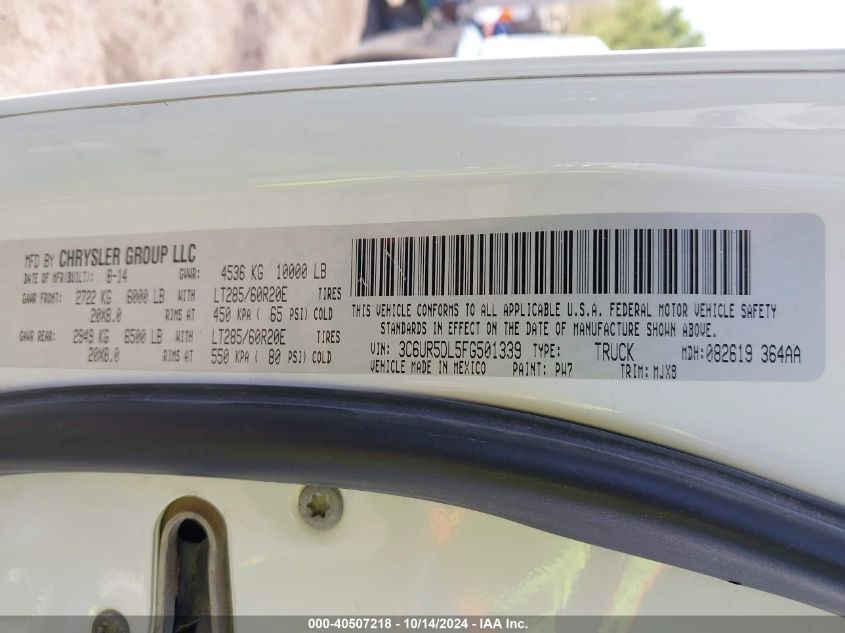 MFD BY CHRYSLER GROUP LLC
DATE OF MFR(BUILT): 8-14 GVWR: 4536 KG 10000 LB
GAWR FRONT: 2722 KG 6000 LB WITH LT285/60R20E TIRES
20X8.0 RIMS AT 450 KPA ( 65 PSI) COLD
GAWR REAR: 2949 KG 6500 LB WITH LT285/60R20E TIRES
20X8.0 RIMS AT 550 KPA ( 80 PSI) COLD
THIS VEHICLE CONFORMS TO ALL APPLICABLE U.S.A. FEDERAL MOTOR VEHICLE SAFETY
STANDARDS IN EFFECT ON THE DATE OF MANUFACTURE SHOWN ABOVE.
VIN: 3C6UR5DL5FG501339 TYPE: TRUCK MDH:082619 364AA
VEHICLE MADE IN MEXICO PAINT: PW7 TRIM: MJX8
000-40507218 - 10/14/2024 - IAA Inc.